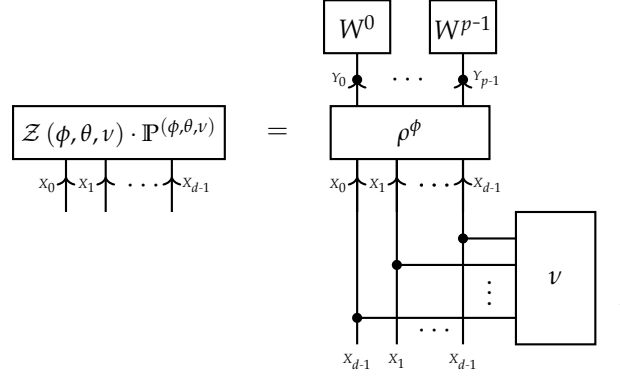 W^0 W^{p-1}
Y_0 ... Y_{p-1}
Z (ϕ, θ, ν) · ℙ^{(ϕ,θ,ν)} = ρ^ϕ
X_0 X_1 ... X_{d-1} X_0 X_1 ... X_{d-1}
⋮ ν
...
X_{d-1} X_1 X_{d-1}